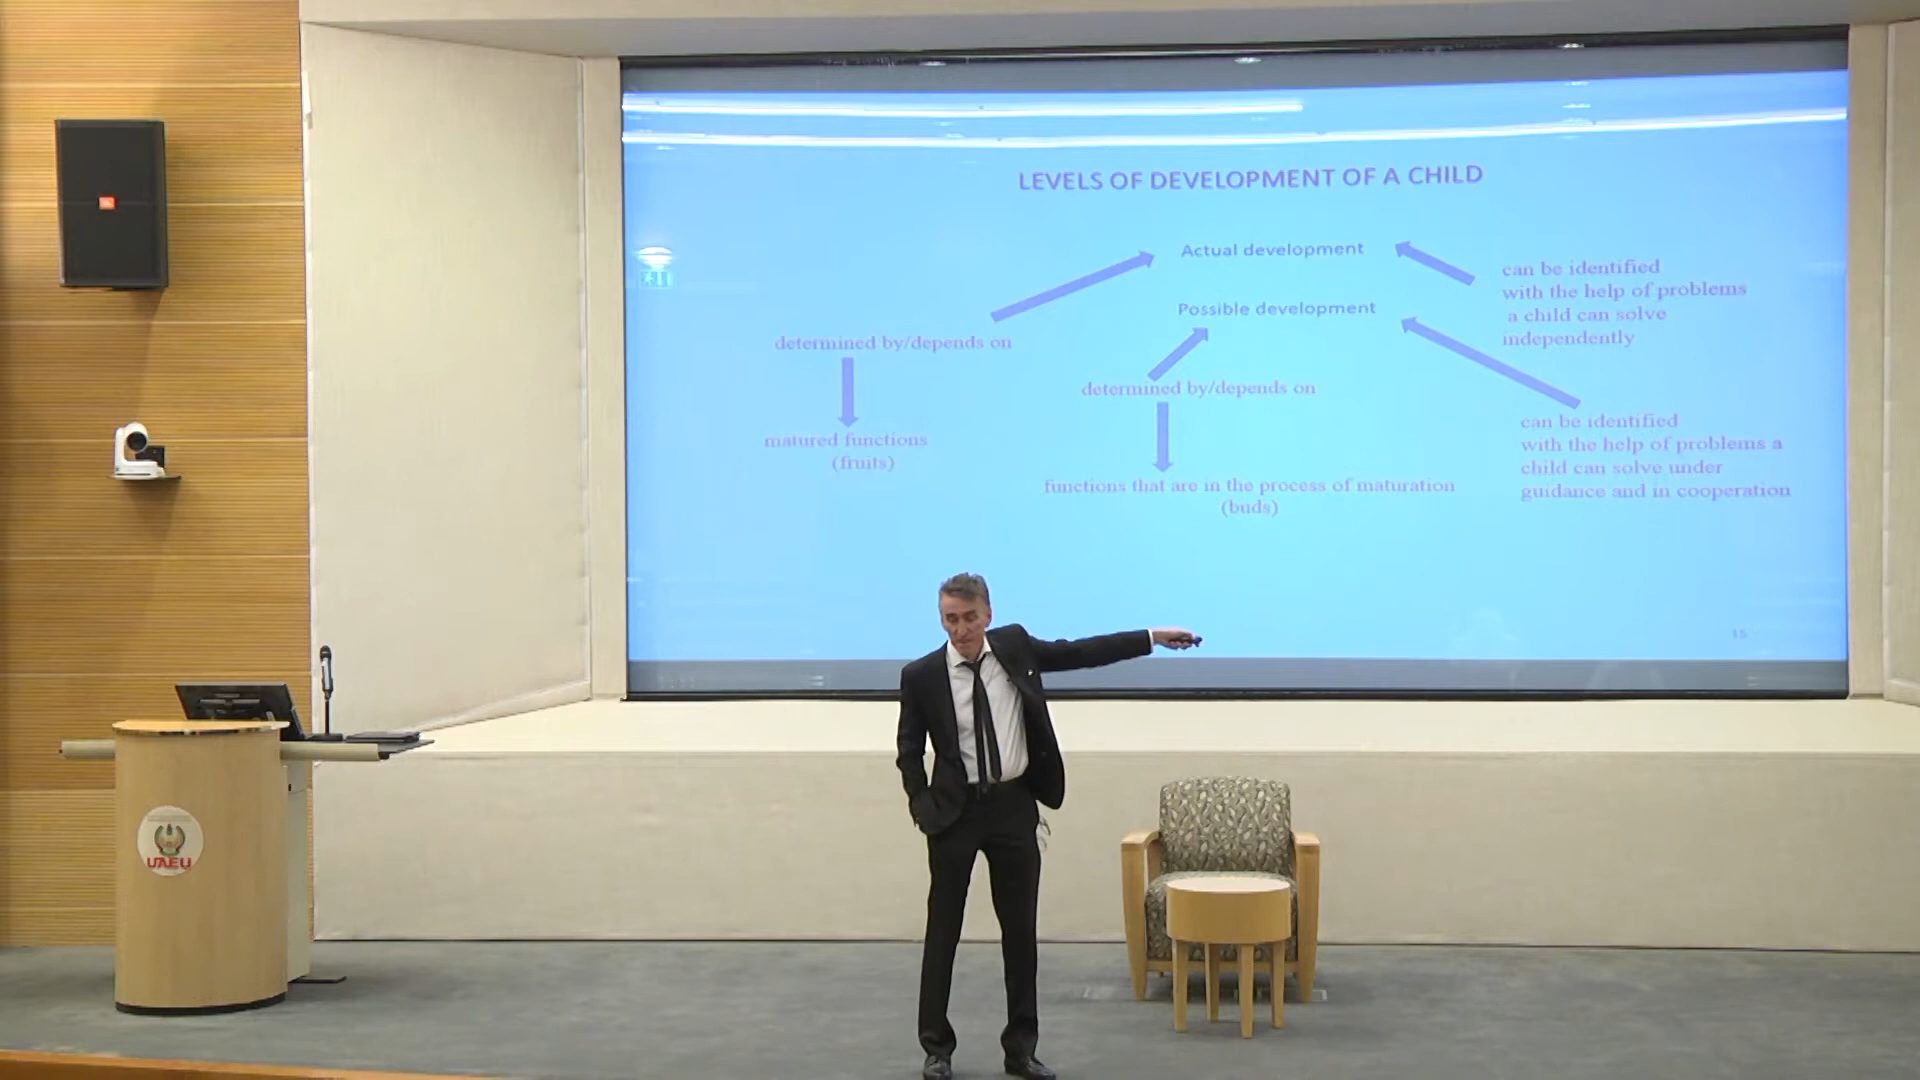 LEVELS OF DEVELOPMENT OF A CHILD
Actual development
can be identified
with the help of problems
a child can solve
independently
Possible development
determined by/depends on
matured functions
(fruits)
determined by/depends on
functions that are in the process of maturation
(buds)
can be identified
with the help of problems a
child can solve under
guidance and in cooperation
15
UAEU